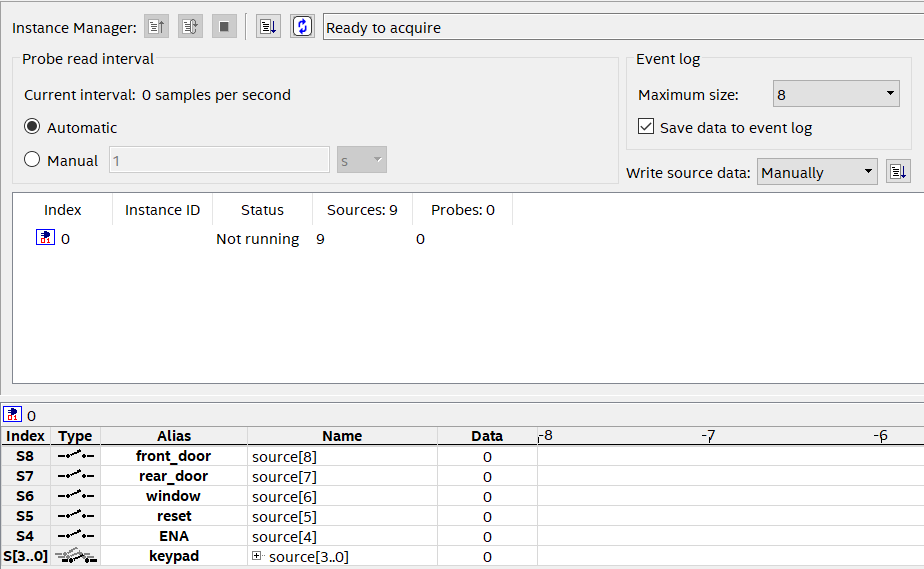 Instance Manager: Ready to acquire
Probe read interval
Event log
Current interval: 0 samples per second
Maximum size: 8
Automatic
Save data to event log
Manual 1 s
Write source data: Manually
Index Instance ID Status Sources: 9 Probes: 0
0 Not running 9 0
0
Index Type Alias Name Data -8 -7 -6
S8 front_door source[8] 0
S7 rear_door source[7] 0
S6 window source[6] 0
S5 reset source[5] 0
S4 ENA source[4] 0
S[3..0] keypad source[3..0] 0